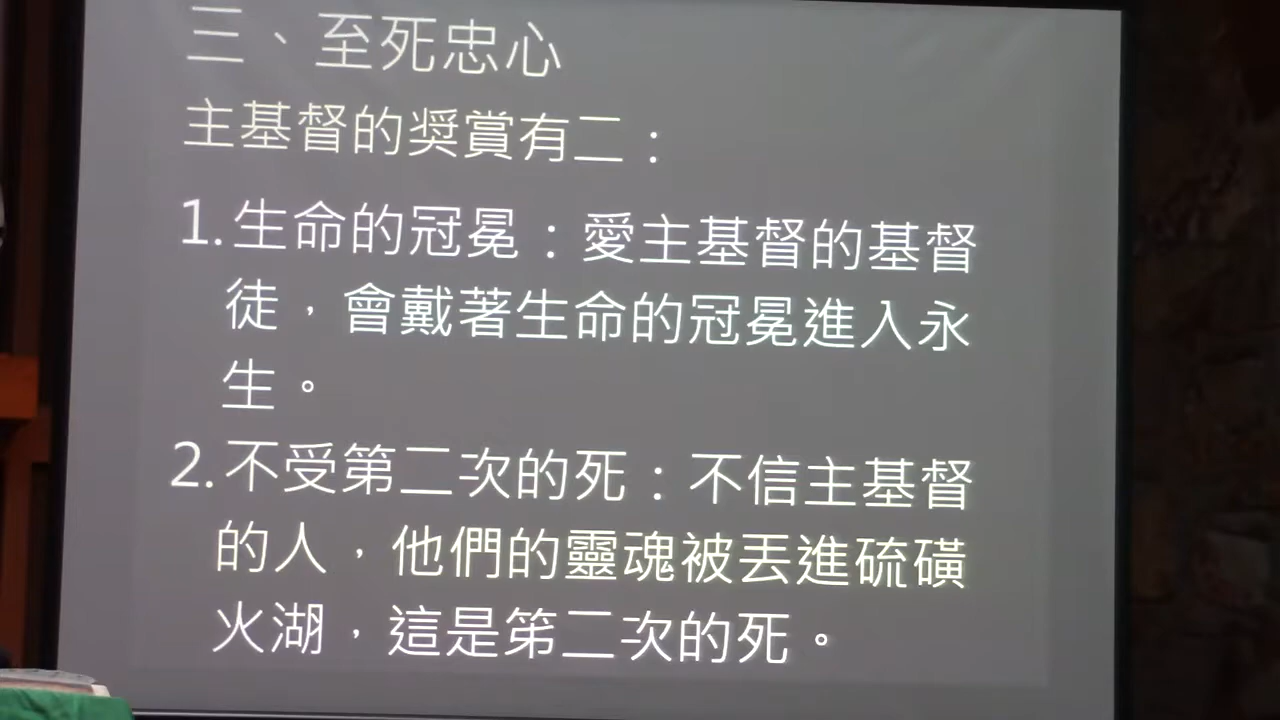 三、至死忠心
主基督的奬賞有二：
1.生命的冠冕：愛主基督的基督
徒，會戴著生命的冠冕進入永
生。
2.不受第二次的死：不信主基督
的人，他們的靈魂被丟進硫磺
火湖，這是笫二次的死。